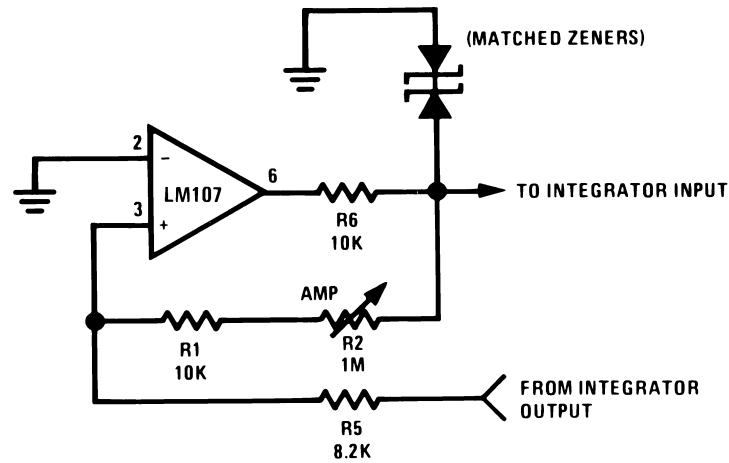 (MATCHED ZENERS)
2
−
LM107
6
3
+
R6
10K
TO INTEGRATOR INPUT
AMP
R1
10K
R2
1M
R5
8.2K
FROM INTEGRATOR
OUTPUT